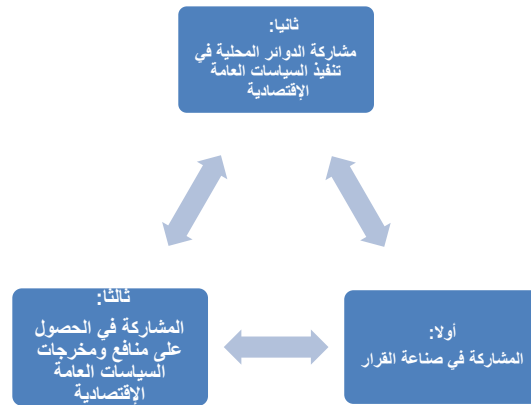 ثانيا:
مشاركة الدوائر المحلية في
تنفيذ السياسات العامة
الإقتصادية
أولا:
المشاركة في صناعة القرار
ثالثا:
المشاركة في الحصول
على منافع ومخرجات
السياسات العامة
الإقتصادية